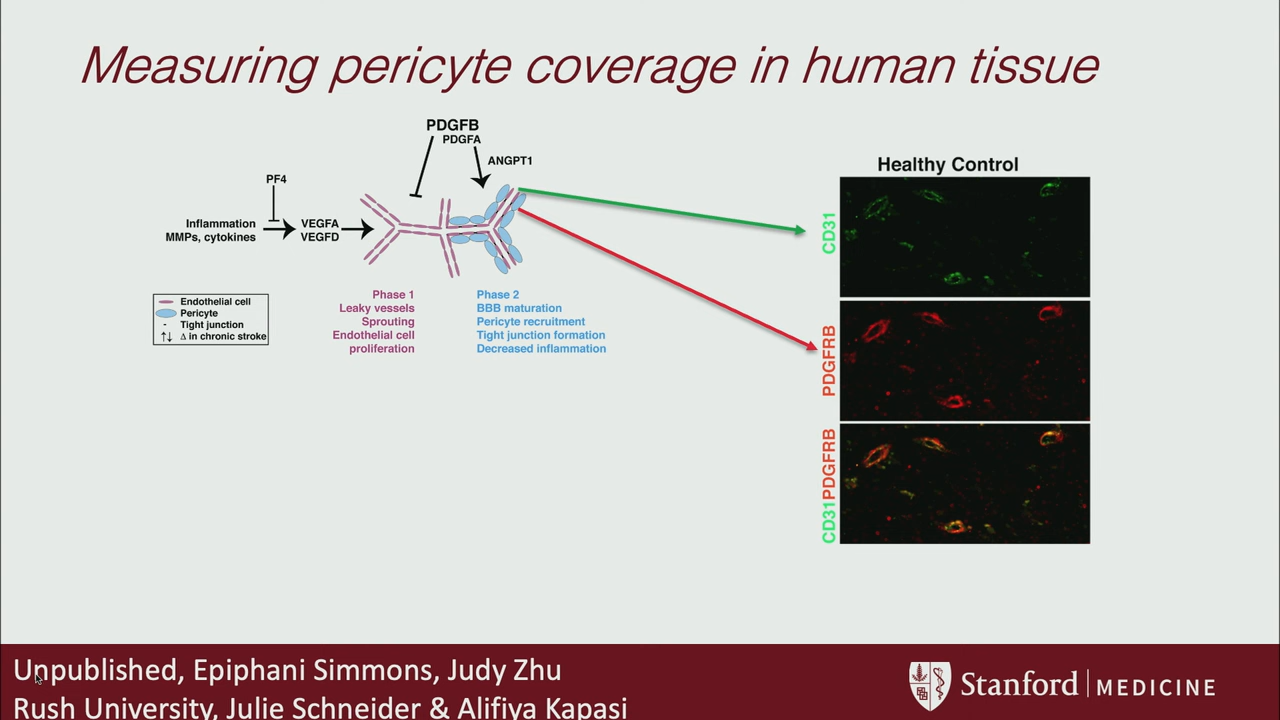 Measuring pericyte coverage in human tissue
PDGFB
PDGFA
ANGPT1
PF4
Inflammation
MMPs, cytokines
VEGFA
VEGFD
Endothelial cell
Pericyte
Tight junction
↑↓ Δ in chronic stroke
Phase 1
Leaky vessels
Sprouting
Endothelial cell
proliferation
Phase 2
BBB maturation
Pericyte recruitment
Tight junction formation
Decreased inflammation
Healthy Control
CD31
PDGFRB
CD31PDGFRB
Unpublished, Epiphani Simmons, Judy Zhu
Rush University, Julie Schneider & Alifiya Kapasi
Stanford MEDICINE